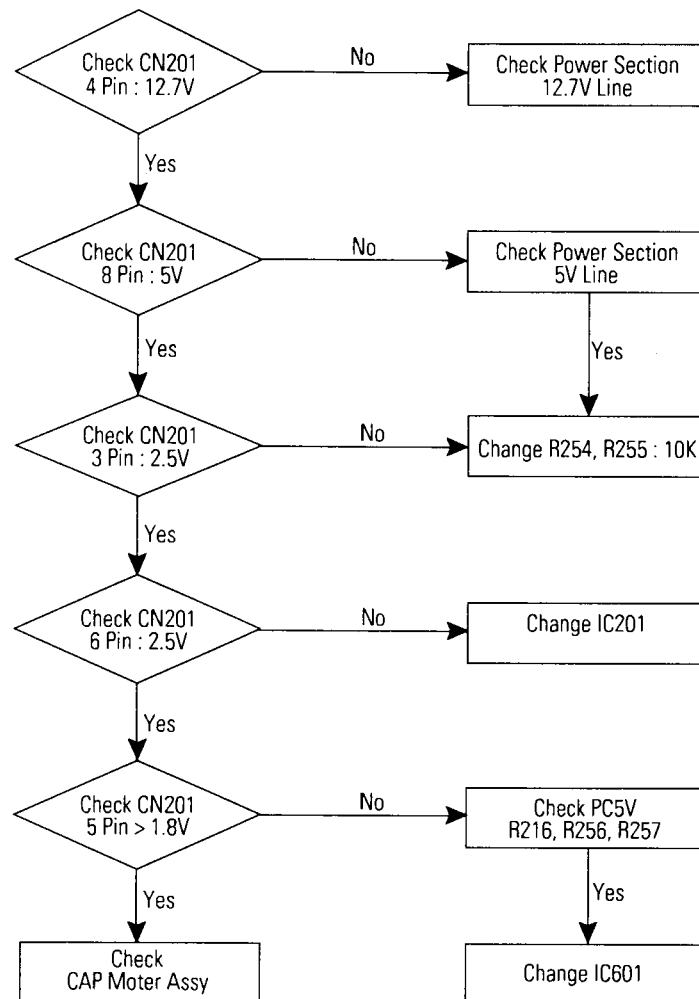 Check CN201
4 Pin : 12.7V
No
Check Power Section
12.7V Line
Yes
Check CN201
8 Pin : 5V
No
Check Power Section
5V Line
Yes
Yes
Check CN201
3 Pin : 2.5V
No
Change R254, R255 : 10K
Yes
Check CN201
6 Pin : 2.5V
No
Change IC201
Yes
Check CN201
5 Pin > 1.8V
No
Check PC5V
R216, R256, R257
Yes
Yes
Check
CAP Moter Assy
Change IC601